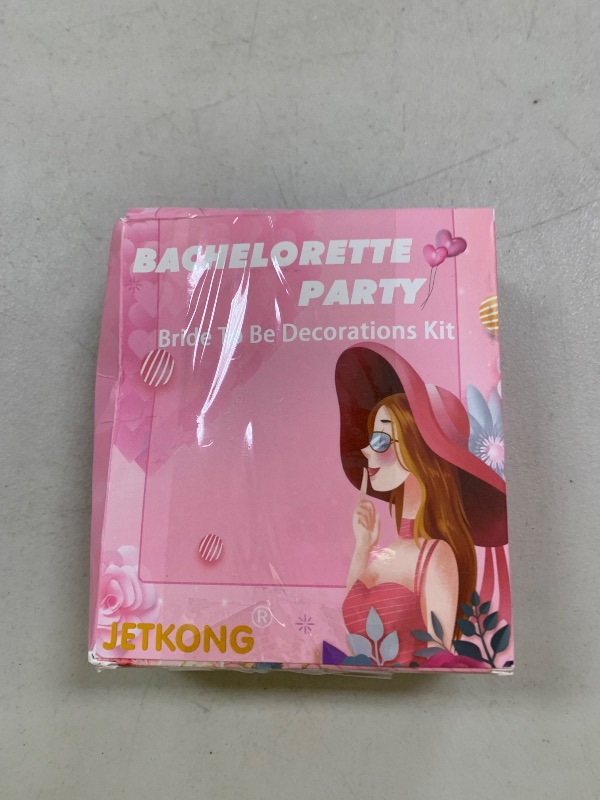 BACHELORETTE
PARTY
Bride To Be Decorations Kit
JETKONG®